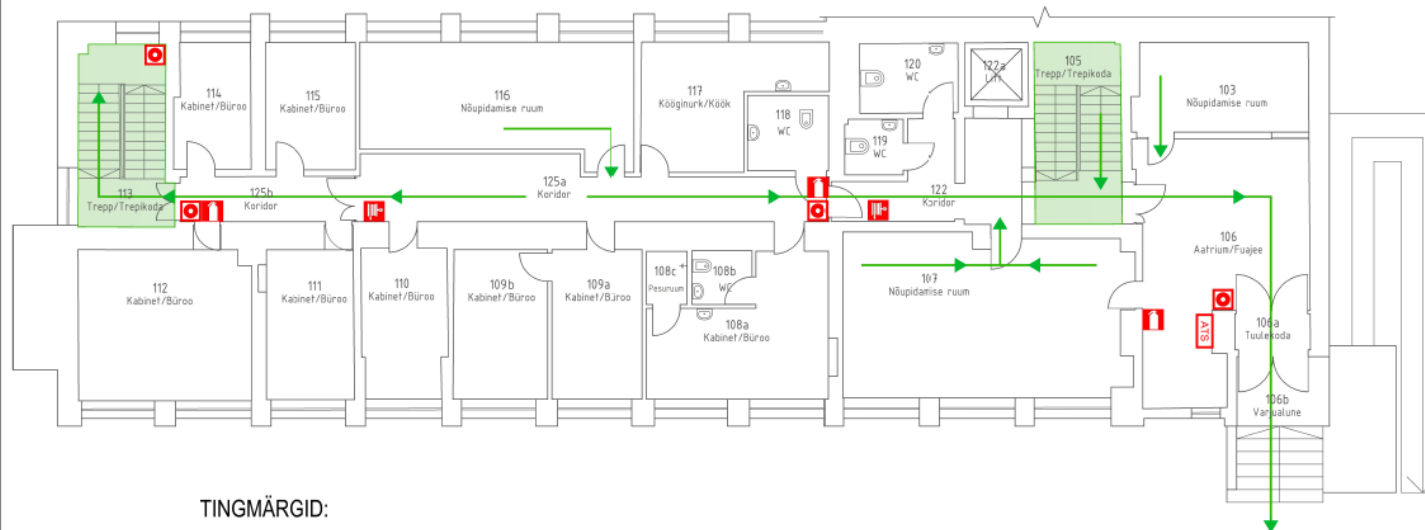 114
Kabinet/Büroo
115
Kabinet/Büroo
116
Nõupidamise ruum
117
Kööginurk/Köök
118
WC
120
WC
119
WC
122a
Lift
105
Trepp/Trepikoda
103
Nõupidamise ruum
113
Trepp/Trepikoda
125b
Koridor
125a
Koridor
122
Koridor
106
Aatrium/Fuajee
112
Kabinet/Büroo
111
Kabinet/Büroo
110
Kabinet/Büroo
109b
Kabinet/Büroo
109a
Kabinet/Büroo
108c
Pesuruum
108b
WC
108a
Kabinet/Büroo
107
Nõupidamise ruum
ATS
106a
Tuulekoda
106b
Varjualune
TINGMÄRGID: